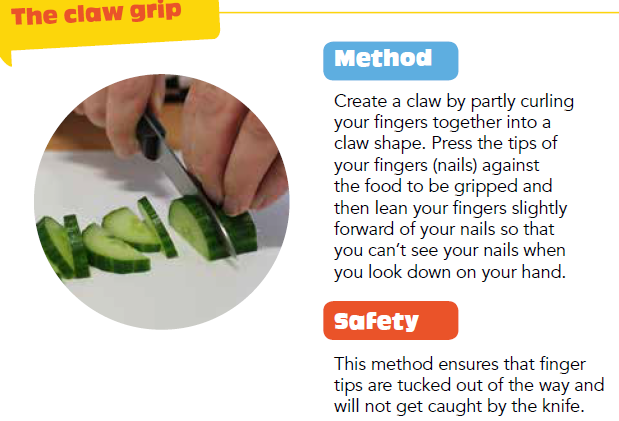 The claw grip
Method
Create a claw by partly curling
your fingers together into a
claw shape. Press the tips of
your fingers (nails) against
the food to be gripped and
then lean your fingers slightly
forward of your nails so that
you can't see your nails when
you look down on your hand.
Safety
This method ensures that finger
tips are tucked out of the way and
will not get caught by the knife.